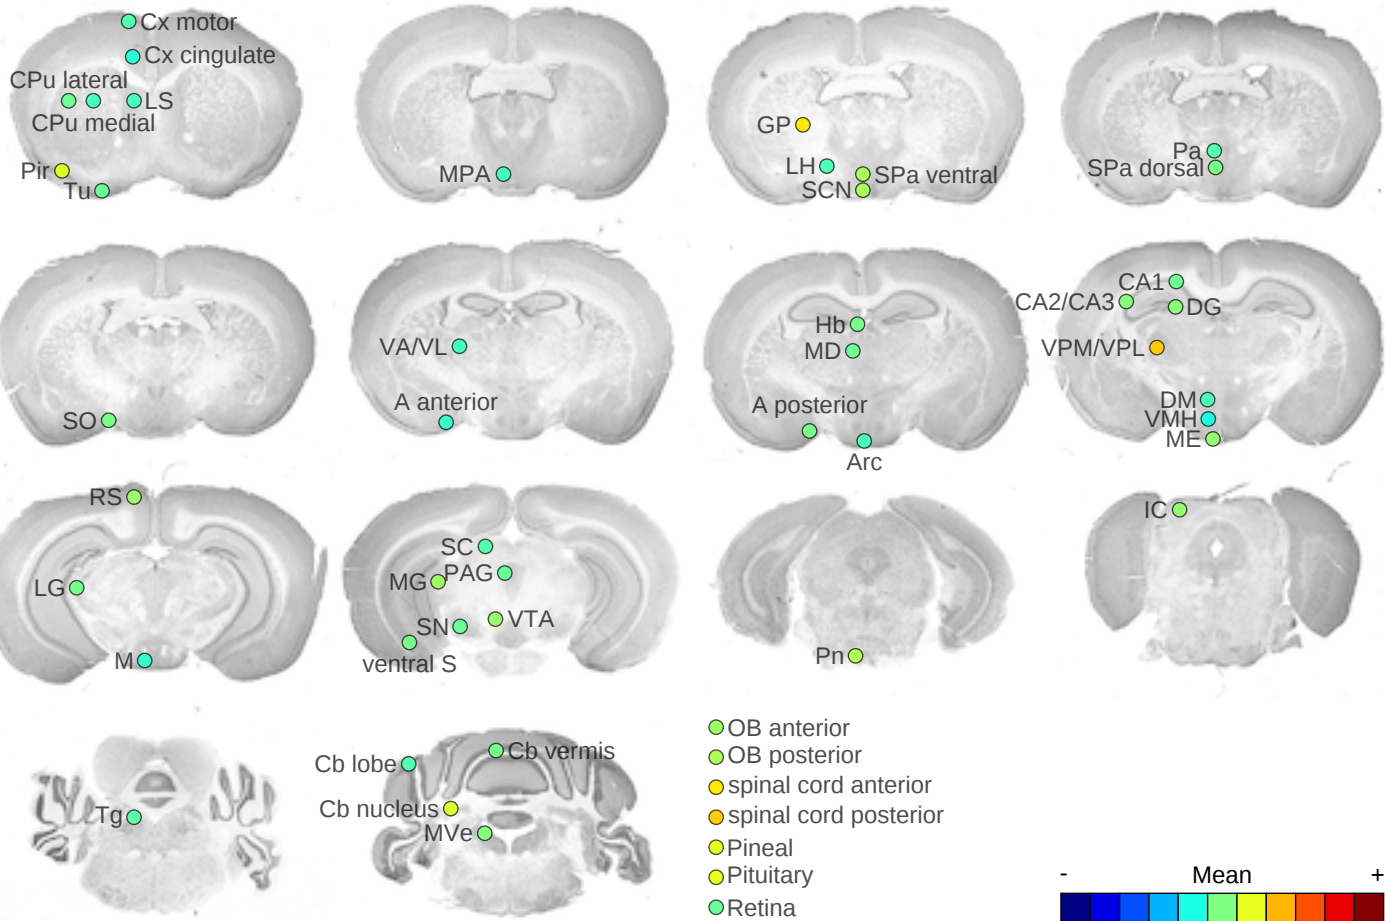 Cx motor
Cx cingulate
CPu lateral
LS
CPu medial
Pir
Tu
MPA
GP
LH
SPa ventral
SCN
Pa
SPa dorsal
SO
VA/VL
A anterior
Hb
MD
A posterior
Arc
CA1
CA2/CA3
DG
VPM/VPL
DM
VMH
ME
RS
LG
M
SC
PAG
MG
VTA
SN
ventral S
Pn
IC
Tg
Cb vermis
Cb lobe
Cb nucleus
MVe
OB anterior
OB posterior
spinal cord anterior
spinal cord posterior
Pineal
Pituitary
Retina
- Mean +